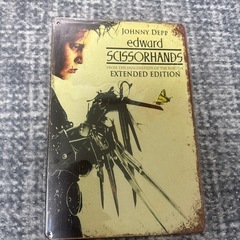 JOHNNY DEPP
edward
SCISSORHANDS
EXTENDED EDITION